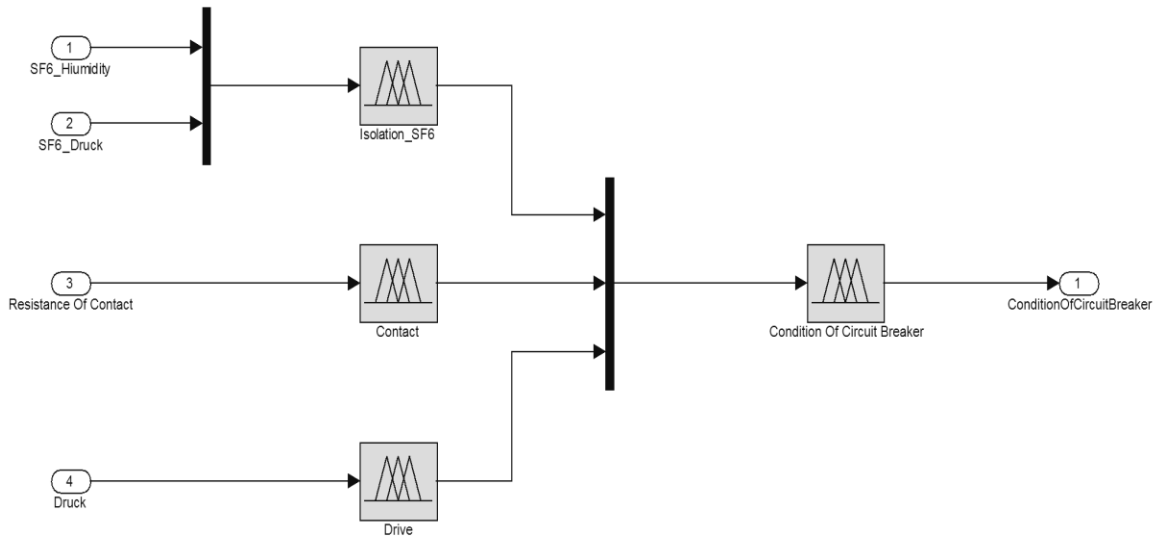 1
SF6_Hiumidity
2
SF6_Druck
Isolation_SF6
3
Resistance Of Contact
Contact
Condition Of Circuit Breaker
1
ConditionOfCircuitBreaker
4
Druck
Drive